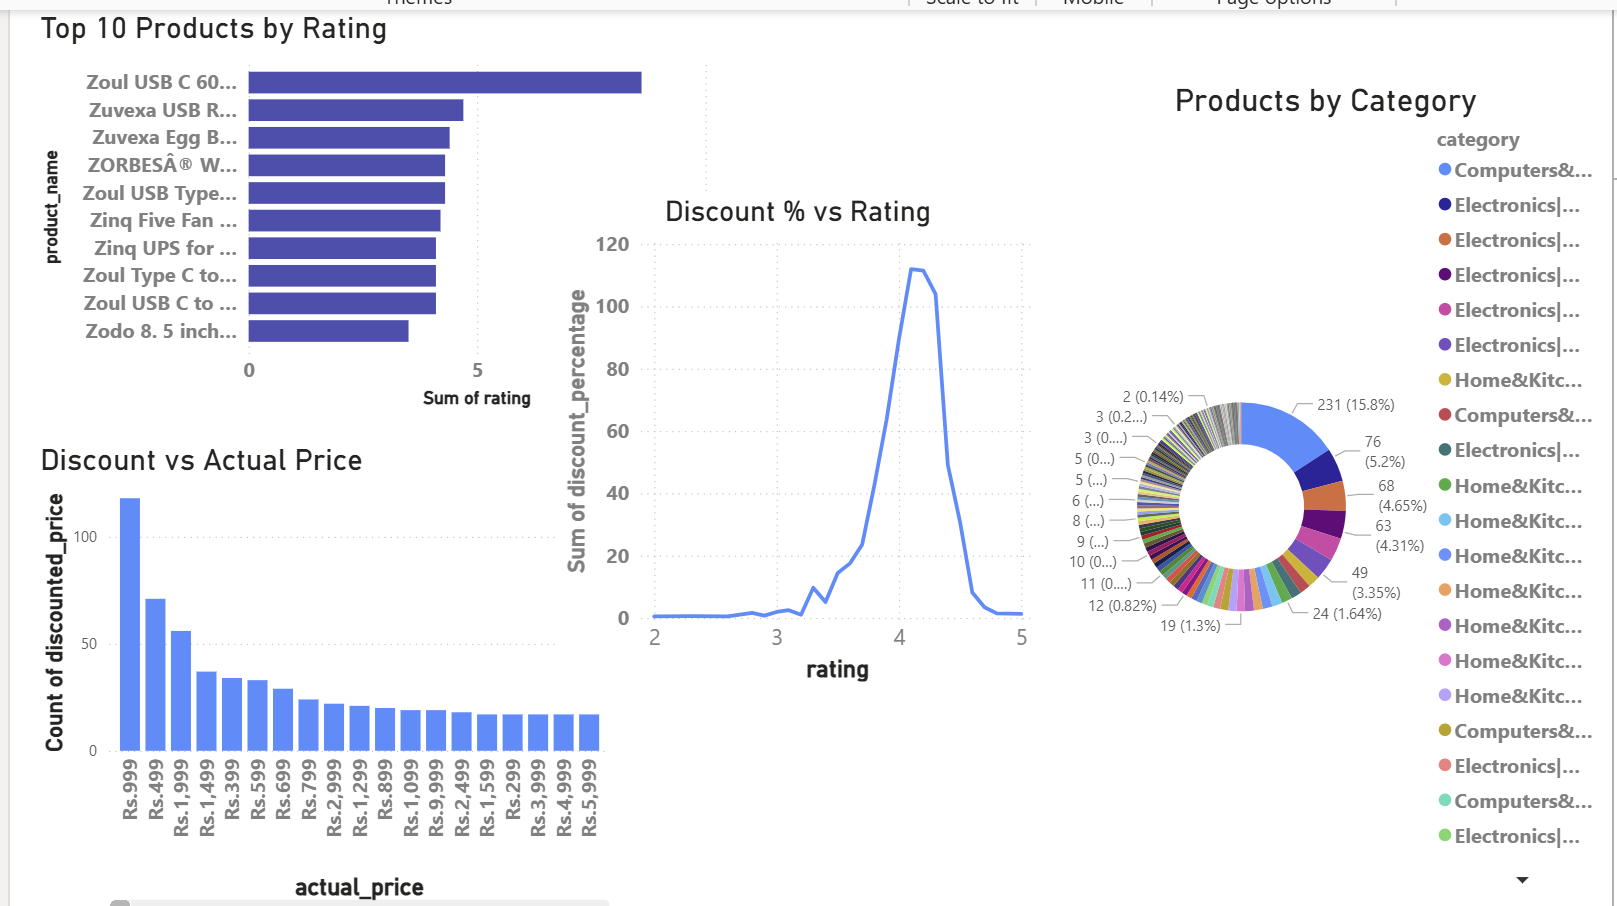 Themes
Scale to fit
Mobile
Page options
Top 10 Products by Rating
product_name
Zoul USB C 60...
Zuvexa USB R...
Zuvexa Egg B...
ZORBESÂ® W...
Zoul USB Type...
Zinq Five Fan ...
Zinq UPS for ...
Zoul Type C to...
Zoul USB C to ...
Zodo 8. 5 inch...
0
5
Sum of rating
Discount vs Actual Price
Count of discounted_price
100
50
0
Rs.999
Rs.499
Rs.1,999
Rs.1,499
Rs.399
Rs.599
Rs.699
Rs.799
Rs.2,999
Rs.1,299
Rs.899
Rs.1,099
Rs.9,999
Rs.2,499
Rs.1,599
Rs.299
Rs.3,999
Rs.4,999
Rs.5,999
actual_price
Discount % vs Rating
Sum of discount_percentage
120
100
80
60
40
20
0
2
3
4
5
rating
Products by Category
231 (15.8%)
76
(5.2%)
68
(4.65%)
63
(4.31%)
49
(3.35%)
24 (1.64%)
19 (1.3%)
12 (0.82%)
11 (0....)
10 (0...)
9 (...)
8 (...)
6 (...)
5 (...)
5 (0...)
3 (0....)
3 (0.2...)
2 (0.14%)
category
Computers&...
Electronics|...
Electronics|...
Electronics|...
Electronics|...
Electronics|...
Home&Kitc...
Computers&...
Electronics|...
Home&Kitc...
Home&Kitc...
Home&Kitc...
Home&Kitc...
Home&Kitc...
Home&Kitc...
Home&Kitc...
Computers&...
Electronics|...
Computers&...
Electronics|...